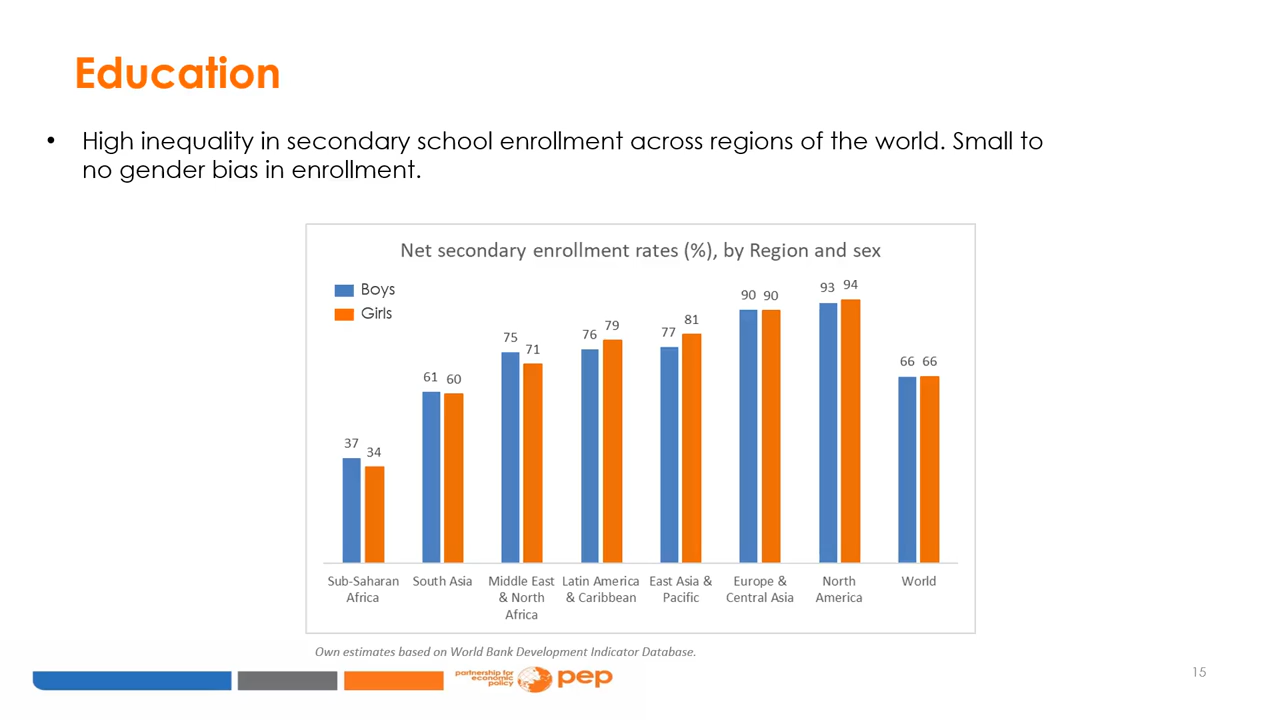 Education
• High inequality in secondary school enrollment across regions of the world. Small to
no gender bias in enrollment.
Net secondary enrollment rates (%), by Region and sex
Boys
Girls
37 34
61 60
75 71
76 79
77 81
90 90
93 94
66 66
Sub-Saharan
Africa
South Asia
Middle East
& North
Africa
Latin America
& Caribbean
East Asia &
Pacific
Europe &
Central Asia
North
America
World
Own estimates based on World Bank Development Indicator Database.
partnership for
economic
policy
pep
15